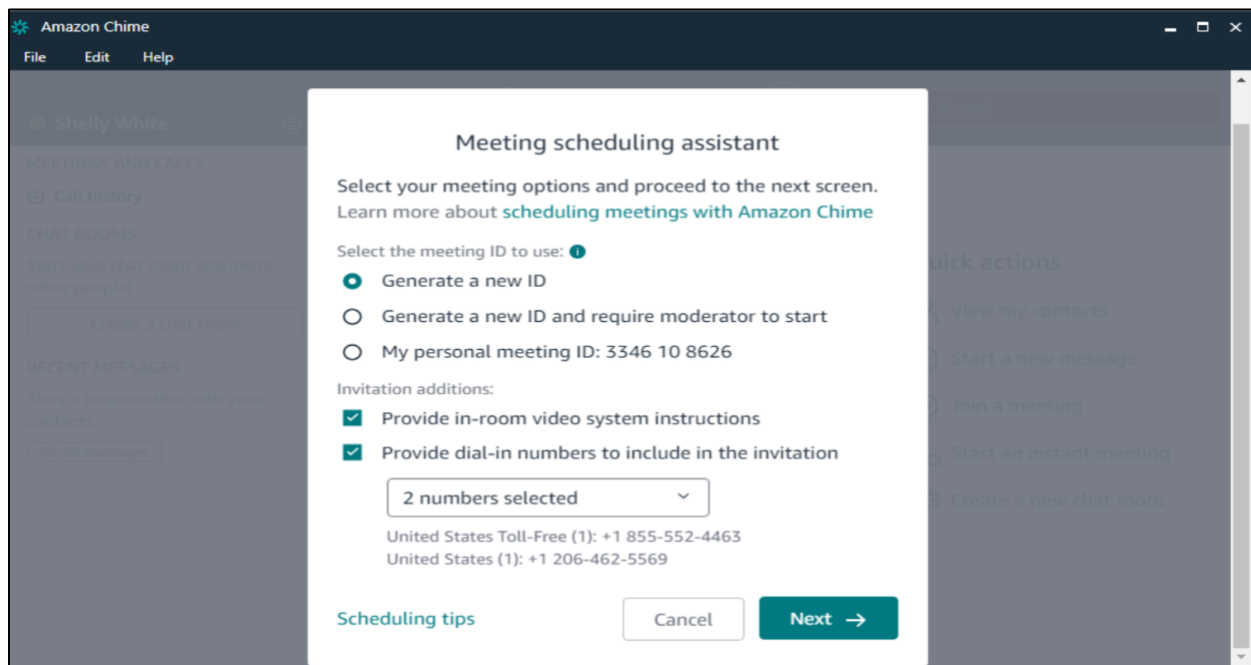 Amazon Chime
File Edit Help
Shelly White
MEETINGS AND CALLS
Call history
CHAT ROOMS
Start your chat room and invite
other people!
Create a chat room
RECENT MESSAGES
Start a conversation with your
contacts.
All messages
Meeting scheduling assistant
Select your meeting options and proceed to the next screen.
Learn more about scheduling meetings with Amazon Chime
Select the meeting ID to use:
Generate a new ID
Generate a new ID and require moderator to start
My personal meeting ID: 3346 10 8626
Invitation additions:
Provide in-room video system instructions
Provide dial-in numbers to include in the invitation
2 numbers selected
United States Toll-Free (1): +1 855-552-4463
United States (1): +1 206-462-5569
Scheduling tips
Cancel
Next →
uick actions
View my contacts
Start a new message
Join a meeting
Start an instant meeting
Create a new chat room